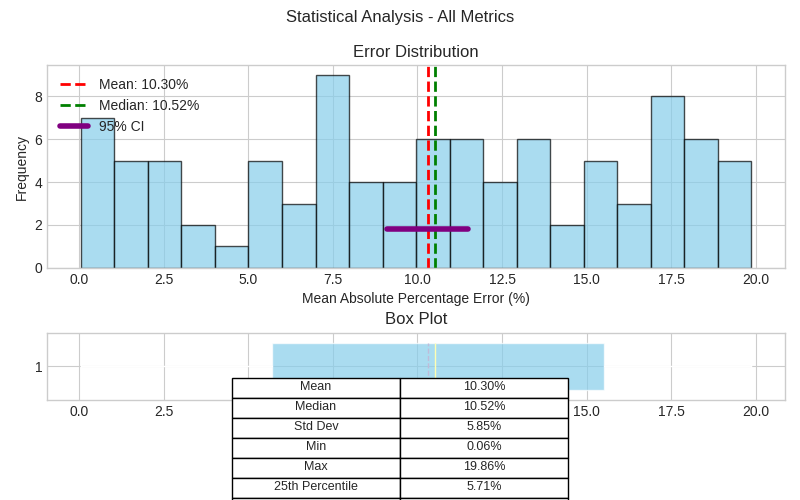 Statistical Analysis - All Metrics
Error Distribution
Mean: 10.30%
Median: 10.52%
95% CI
Frequency
8
6
4
2
0
0.0 2.5 5.0 7.5 10.0 12.5 15.0 17.5 20.0
Mean Absolute Percentage Error (%)
Box Plot
1
0.0 2.5 15.0 17.5 20.0
Mean 10.30%
Median 10.52%
Std Dev 5.85%
Min 0.06%
Max 19.86%
25th Percentile 5.71%